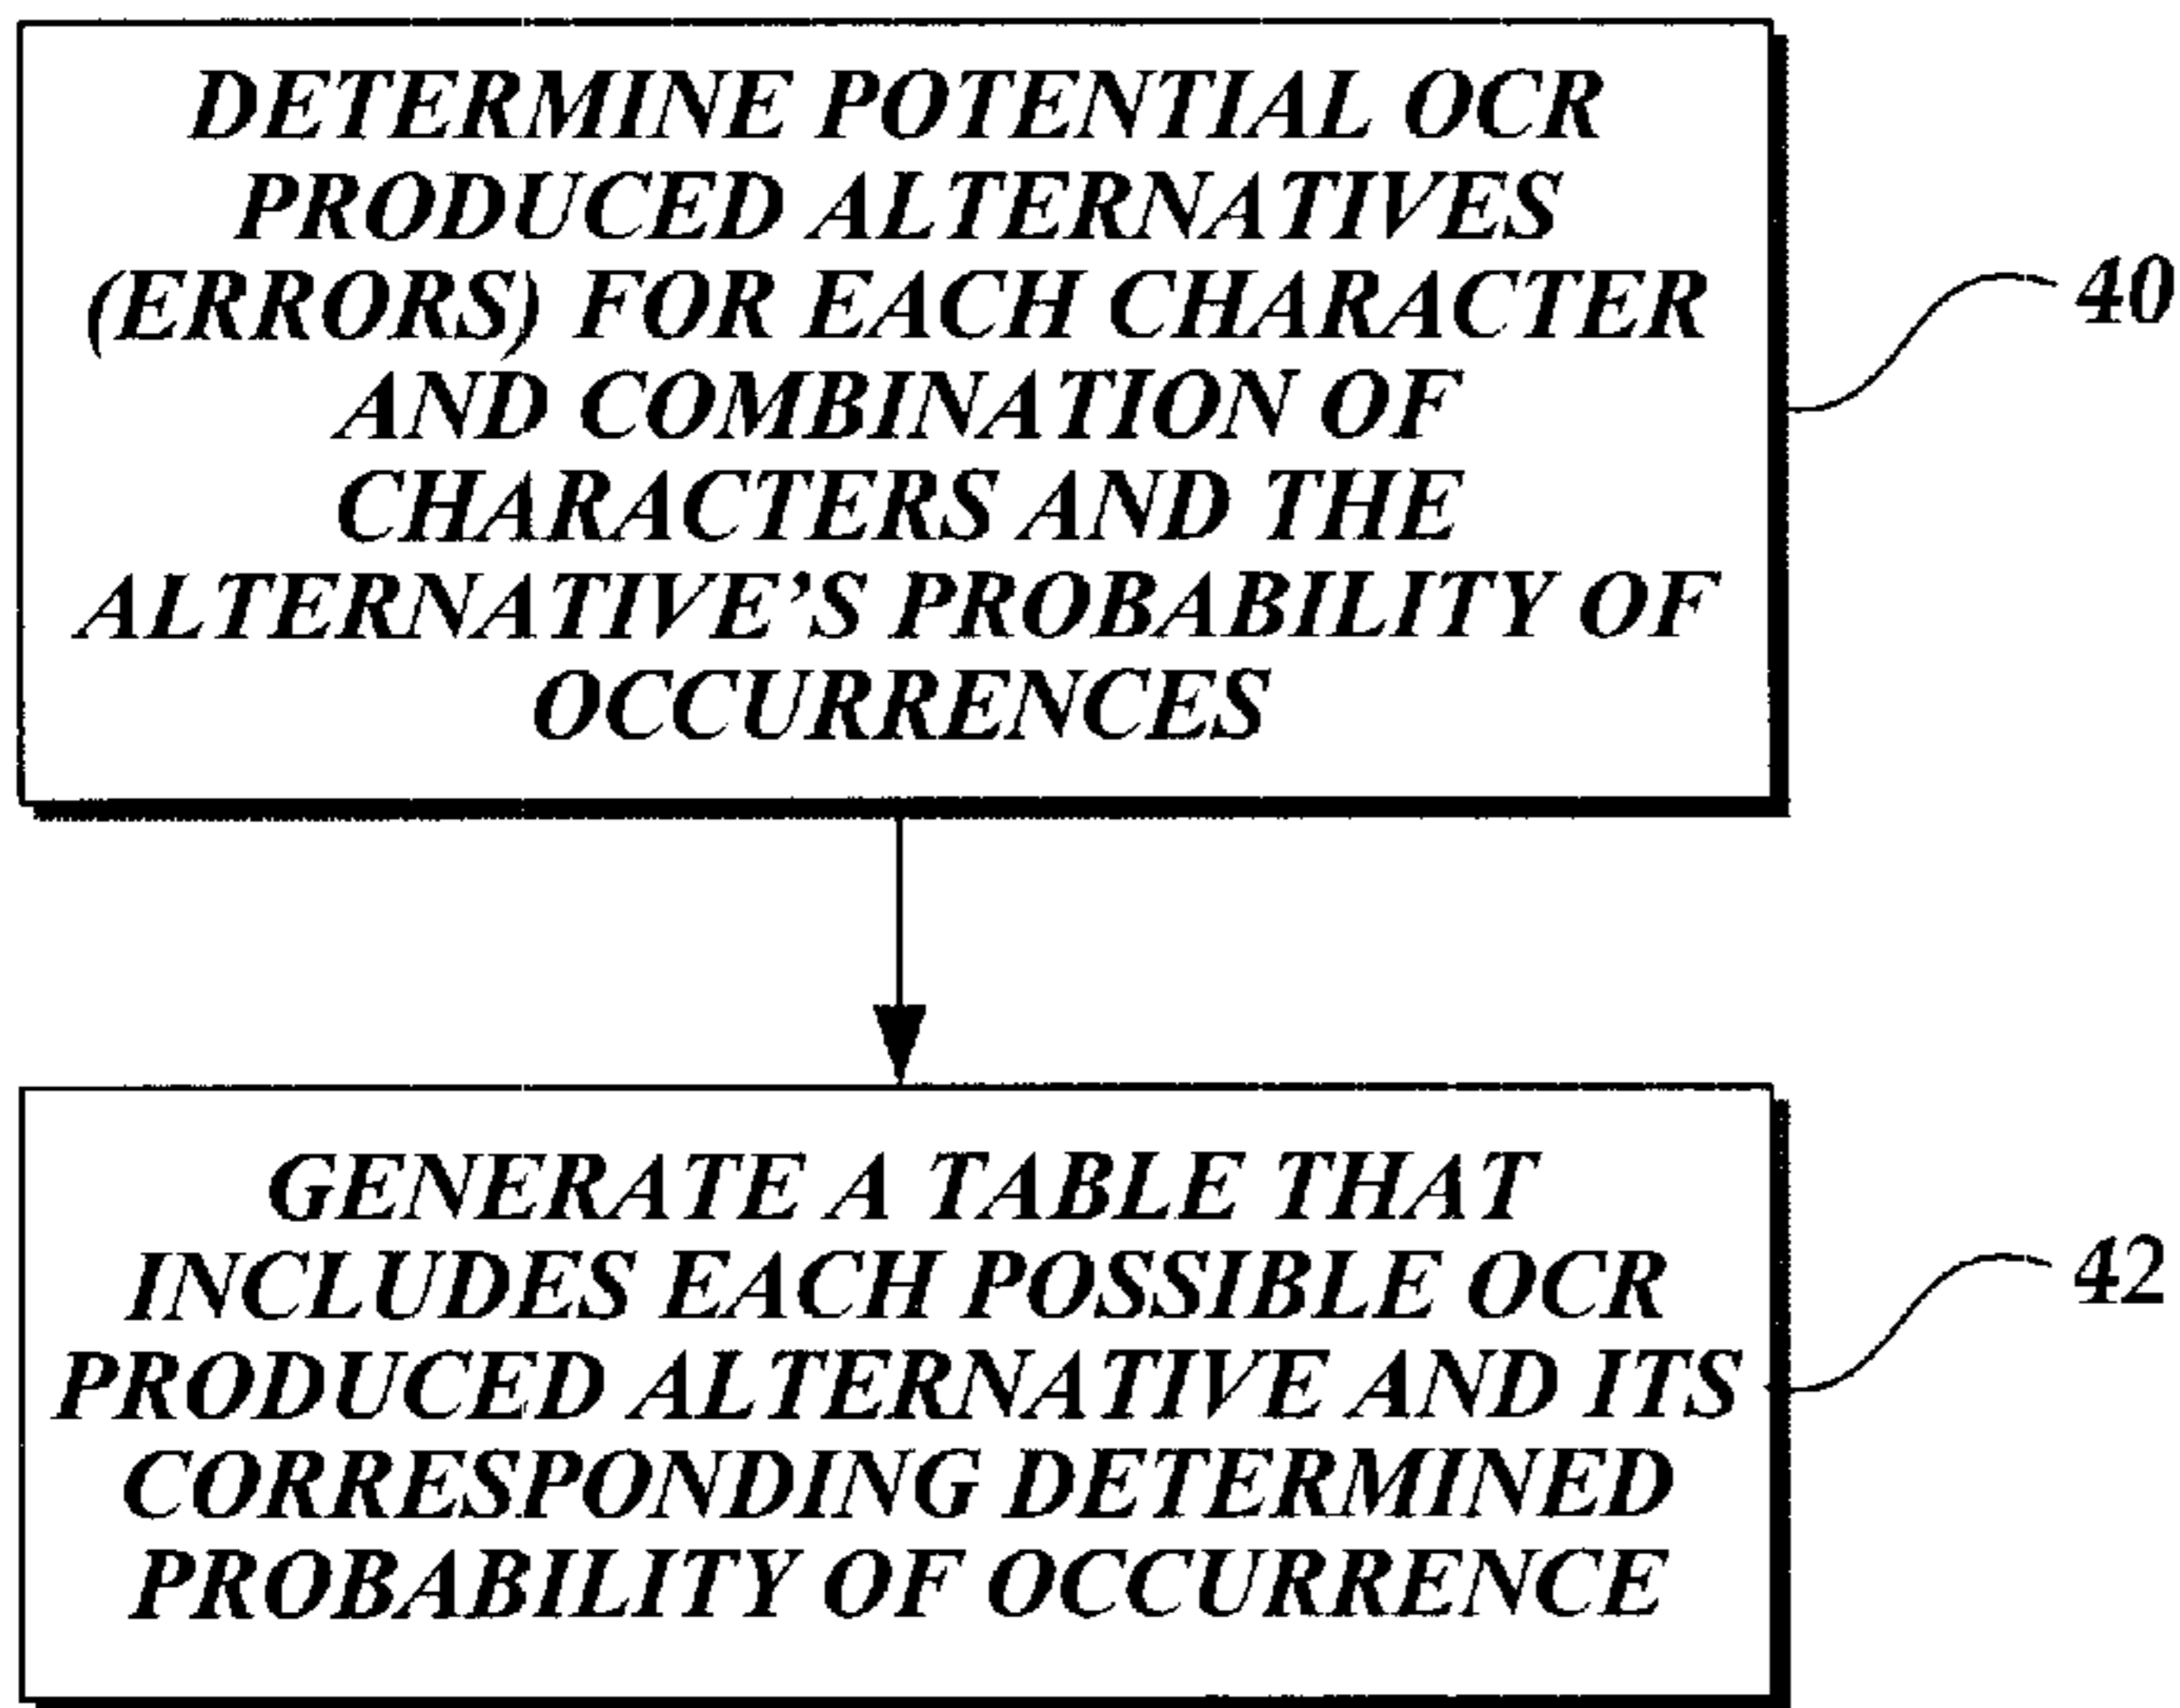 DETERMINE POTENTIAL OCR
PRODUCED ALTERNATIVES
(ERRORS) FOR EACH CHARACTER
AND COMBINATION OF
CHARACTERS AND THE
ALTERNATIVE'S PROBABILITY OF
OCCURRENCES
40
GENERATE A TABLE THAT
INCLUDES EACH POSSIBLE OCR
PRODUCED ALTERNATIVE AND ITS
CORRESPONDING DETERMINED
PROBABILITY OF OCCURRENCE
42